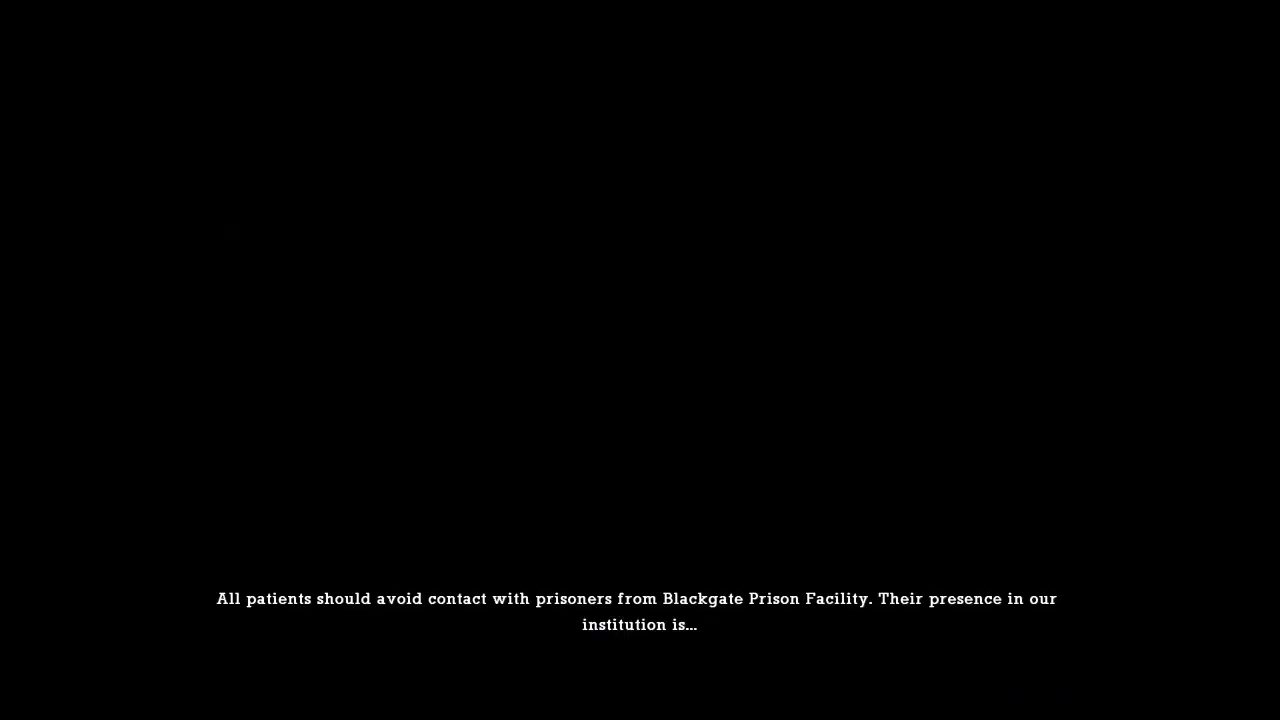 All patients should avoid contact with prisoners from Blackgate Prison Facility. Their presence in our
institution is...